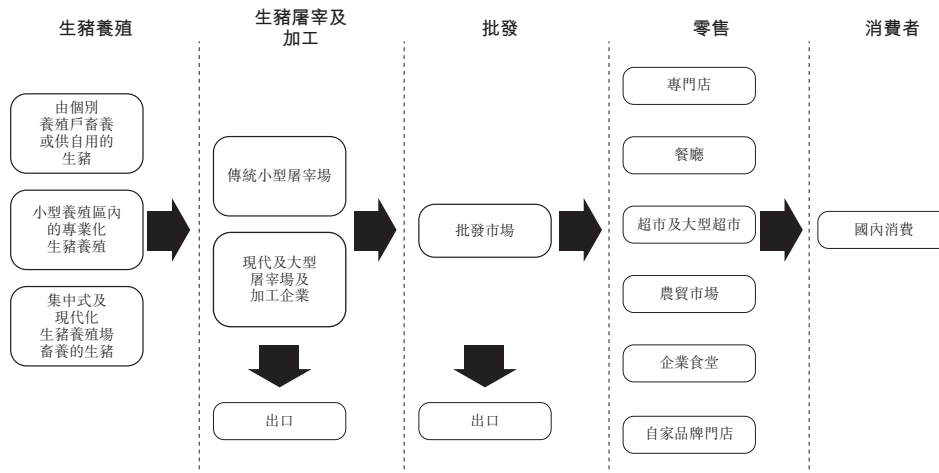 生豬養殖
由個別
養殖戶畜養
或供自用的
生豬
小型養殖區內
的專業化
生豬養殖
集中式及
現代化
生豬養殖場
畜養的生豬
生豬屠宰及
加工
傳統小型屠宰場
現代及大型
屠宰場及
加工企業
出口
批發
批發市場
出口
零售
專門店
餐廳
超市及大型超市
農貿市場
企業食堂
自家品牌門店
消費者
國內消費